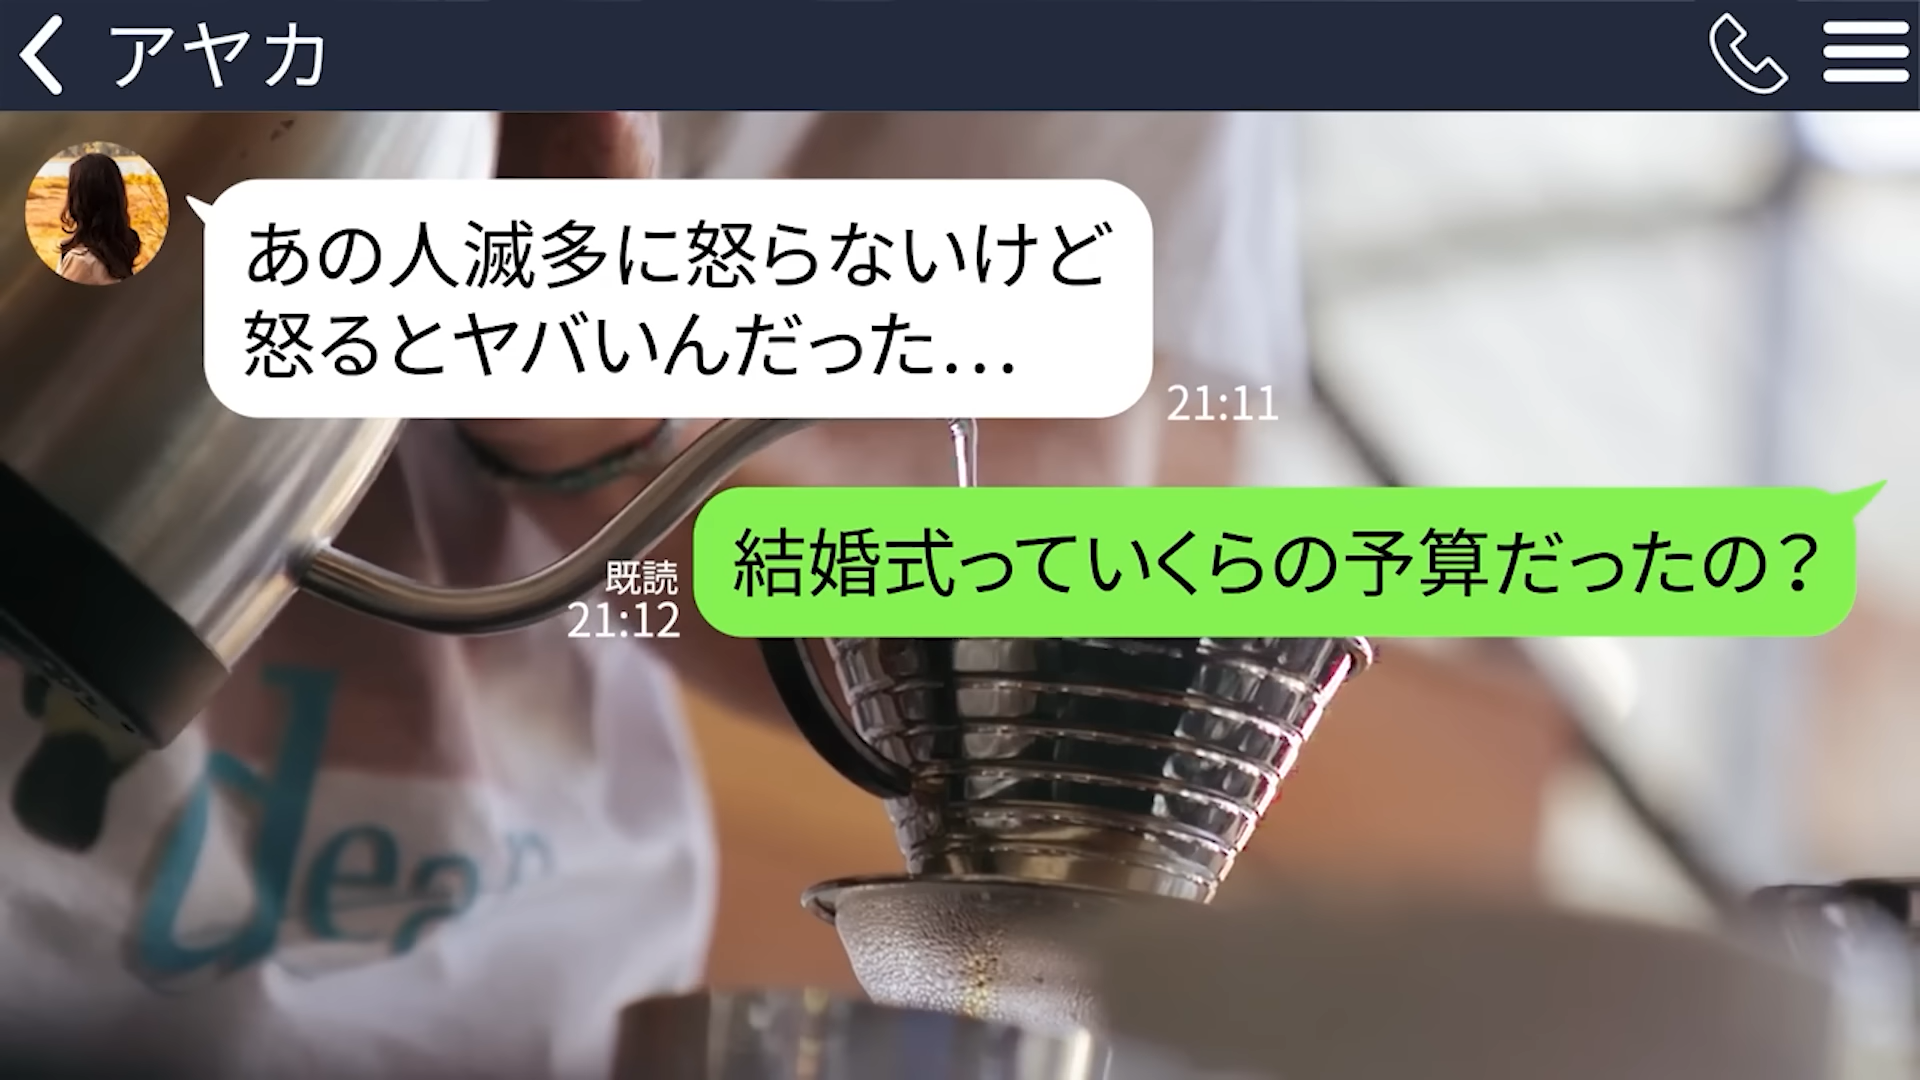 アヤカ
あの人滅多に怒らないけど
怒るとヤバいんだった…
21:11
結婚式っていくらの予算だったの？
既読
21:12
dean